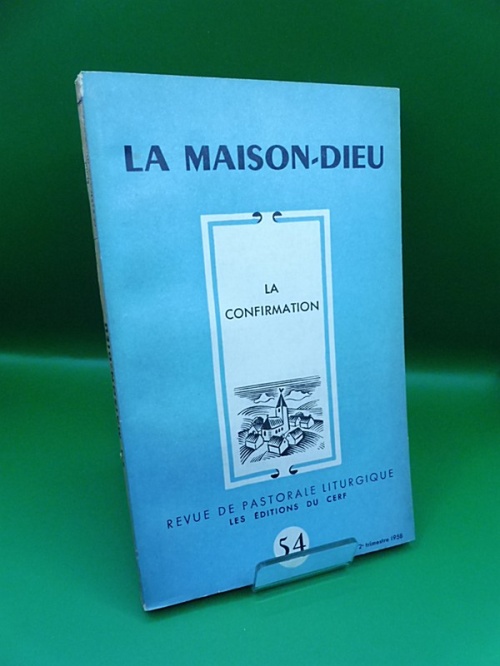 LA MAISON-DIEU
LA
CONFIRMATION
REVUE DE PASTORALE LITURGIQUE
LES ÉDITIONS DU CERF
54
2e trimestre 1958